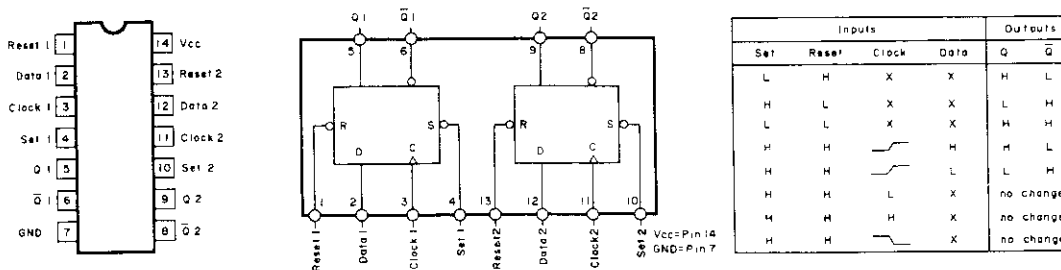 Reset 1 1 14 Vcc
Data 1 2 13 Reset 2
Clock 1 3 12 Data 2
Set 1 4 11 Clock 2
Q 1 5 10 Set 2
Q̅ 1 6 9 Q 2
GND 7 8 Q̅ 2
Q 1 Q̅ 1 Q2 Q̅2
5 6 9 8
R S R S
D C D C
1 2 3 4 13 12 11 10
Reset 1 Data 1 Clock 1 Set 1 Reset 2 Data 2 Clock 2 Set 2
Vcc=Pin 14
GND=Pin 7
Inputs Outputs
Set Reset Clock Data Q Q̅
L H X X H L
H L X X L H
L L X X H H
H H H H L
H H L L H
H H L X no change
H H H X no change
H H X no change